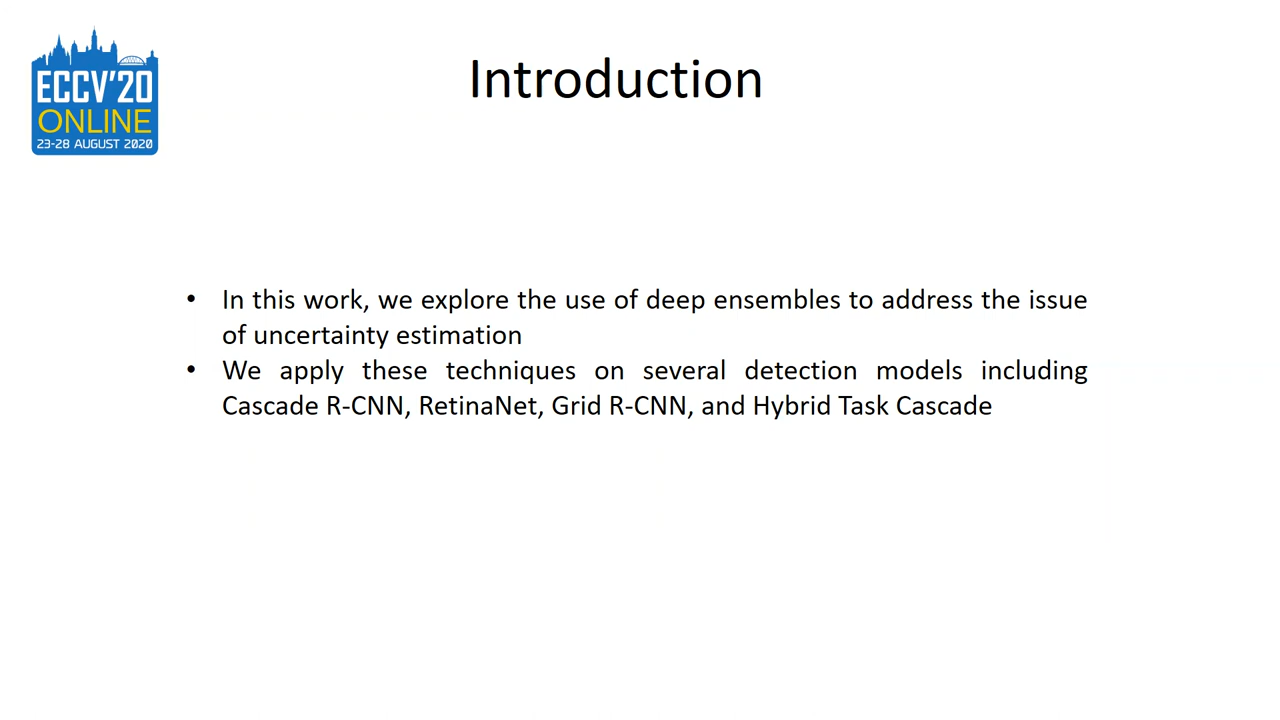 ECCV'20
ONLINE
23-28 AUGUST 2020
Introduction
• In this work, we explore the use of deep ensembles to address the issue
of uncertainty estimation
• We apply these techniques on several detection models including
Cascade R-CNN, RetinaNet, Grid R-CNN, and Hybrid Task Cascade